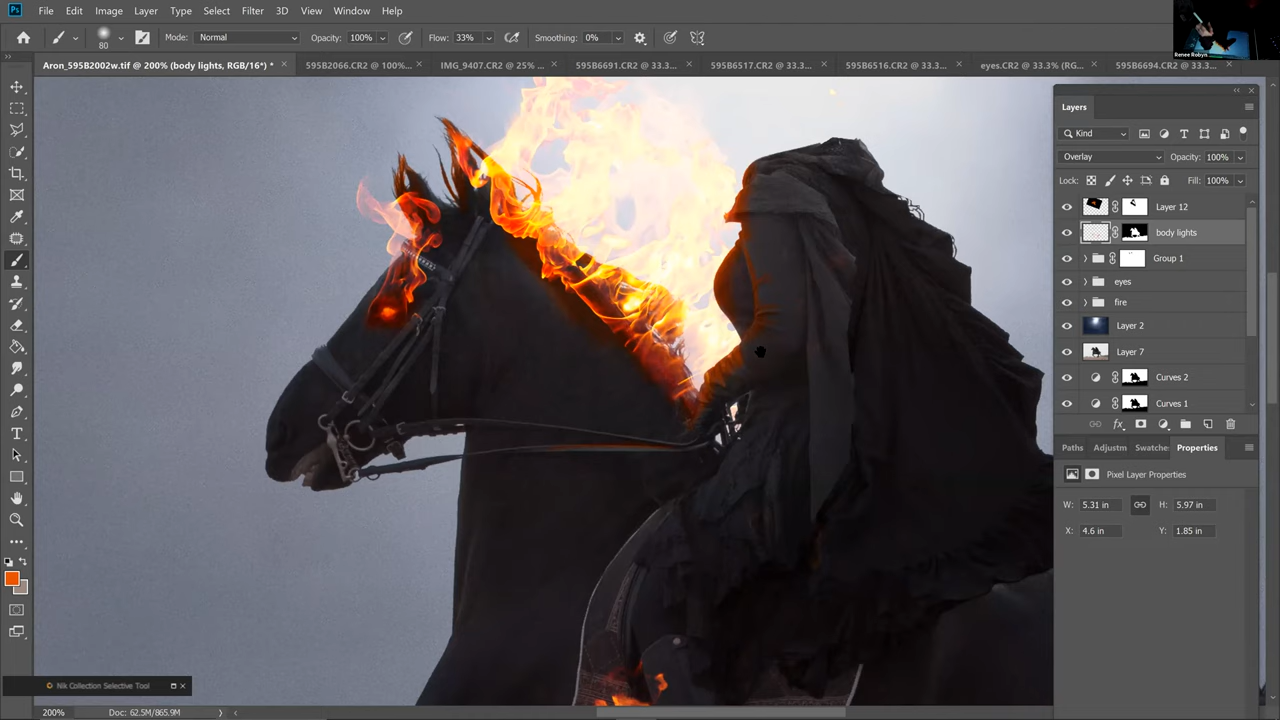 Ps File Edit Image Layer Type Select Filter 3D View Window Help
80 Mode: Normal Opacity: 100% Flow: 33% Smoothing: 0%
Renee Robyn
Aron_595B2002w.tif @ 200% (body lights, RGB/16*) * × 595B2066.CR2 @ 100%... × IMG_9407.CR2 @ 25% ... × 595B6691.CR2 @ 33.3... × 595B6517.CR2 @ 33.3... × 595B6516.CR2 @ 33.3... × eyes.CR2 @ 33.3% (RG... × 595B6694.CR2 @ 33.3... ×
Layers
Kind
Overlay Opacity: 100%
Lock: Fill: 100%
Layer 12
body lights
Group 1
eyes
fire
Layer 2
Layer 7
Curves 2
Curves 1
fx
Paths Adjustm Swatche Properties
Pixel Layer Properties
W: 5.31 in H: 5.97 in
X: 4.6 in Y: 1.85 in
Nik Collection Selective Tool
200% Doc: 62.5M/865.9M